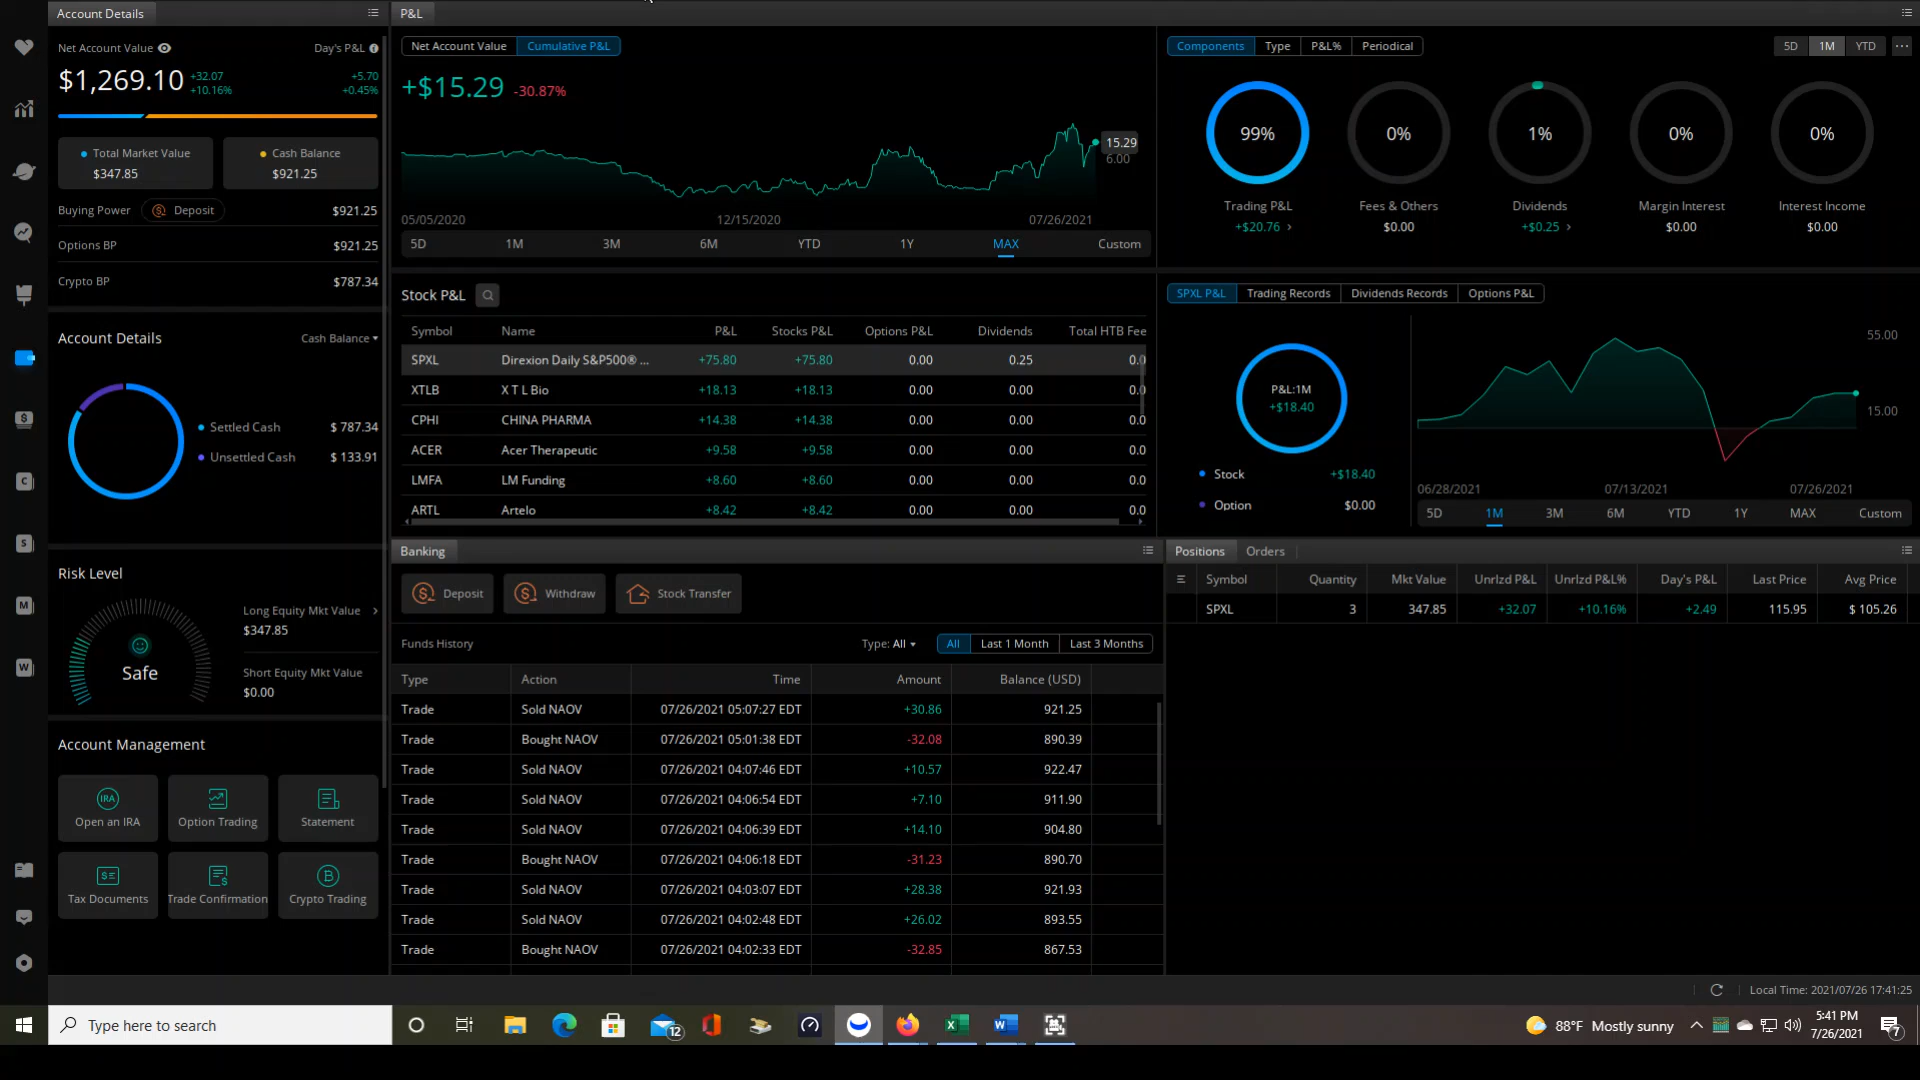 Account Details
P&L
Net Account Value
Day's P&L
$1,269.10 +32.07 +5.70
+10.16% +0.45%
Total Market Value
$347.85
Cash Balance
$921.25
Buying Power Deposit $921.25
Options BP $921.25
Crypto BP $787.34
Net Account Value Cumulative P&L
+$15.29 -30.87%
15.29
6.00
05/05/2020 12/15/2020 07/26/2021
5D 1M 3M 6M YTD 1Y MAX Custom
Components Type P&L% Periodical
5D 1M YTD
99% 0% 1% 0% 0%
Trading P&L Fees & Others Dividends Margin Interest Interest Income
+$20.76 > $0.00 +$0.25 > $0.00 $0.00
Account Details Cash Balance
Settled Cash $ 787.34
Unsettled Cash $ 133.91
Stock P&L
Symbol Name P&L Stocks P&L Options P&L Dividends Total HTB Fee
SPXL Direxion Daily S&P500® ... +75.80 +75.80 0.00 0.25 0.0
XTLB X T L Bio +18.13 +18.13 0.00 0.00 0.0
CPHI CHINA PHARMA +14.38 +14.38 0.00 0.00 0.0
ACER Acer Therapeutic +9.58 +9.58 0.00 0.00 0.0
LMFA LM Funding +8.60 +8.60 0.00 0.00 0.0
ARTL Artelo +8.42 +8.42 0.00 0.00 0.0
SPXL P&L Trading Records Dividends Records Options P&L
P&L:1M
+$18.40
Stock +$18.40
Option $0.00
55.00
15.00
06/28/2021 07/13/2021 07/26/2021
5D 1M 3M 6M YTD 1Y MAX Custom
Risk Level
Safe
Long Equity Mkt Value >
$347.85
Short Equity Mkt Value
$0.00
Account Management
IRA
Open an IRA Option Trading Statement
Tax Documents Trade Confirmation Crypto Trading
Banking
Deposit Withdraw Stock Transfer
Funds History Type: All All Last 1 Month Last 3 Months
Type Action Time Amount Balance (USD)
Trade Sold NAOV 07/26/2021 05:07:27 EDT +30.86 921.25
Trade Bought NAOV 07/26/2021 05:01:38 EDT -32.08 890.39
Trade Sold NAOV 07/26/2021 04:07:46 EDT +10.57 922.47
Trade Sold NAOV 07/26/2021 04:06:54 EDT +7.10 911.90
Trade Sold NAOV 07/26/2021 04:06:39 EDT +14.10 904.80
Trade Bought NAOV 07/26/2021 04:06:18 EDT -31.23 890.70
Trade Sold NAOV 07/26/2021 04:03:07 EDT +28.38 921.93
Trade Sold NAOV 07/26/2021 04:02:48 EDT +26.02 893.55
Trade Bought NAOV 07/26/2021 04:02:33 EDT -32.85 867.53
Positions Orders
Symbol Quantity Mkt Value Unrlzd P&L Unrlzd P&L% Day's P&L Last Price Avg Price
SPXL 3 347.85 +32.07 +10.16% +2.49 115.95 $ 105.26
Local Time: 2021/07/26 17:41:25
Type here to search
12
88°F Mostly sunny
5:41 PM
7/26/2021
7